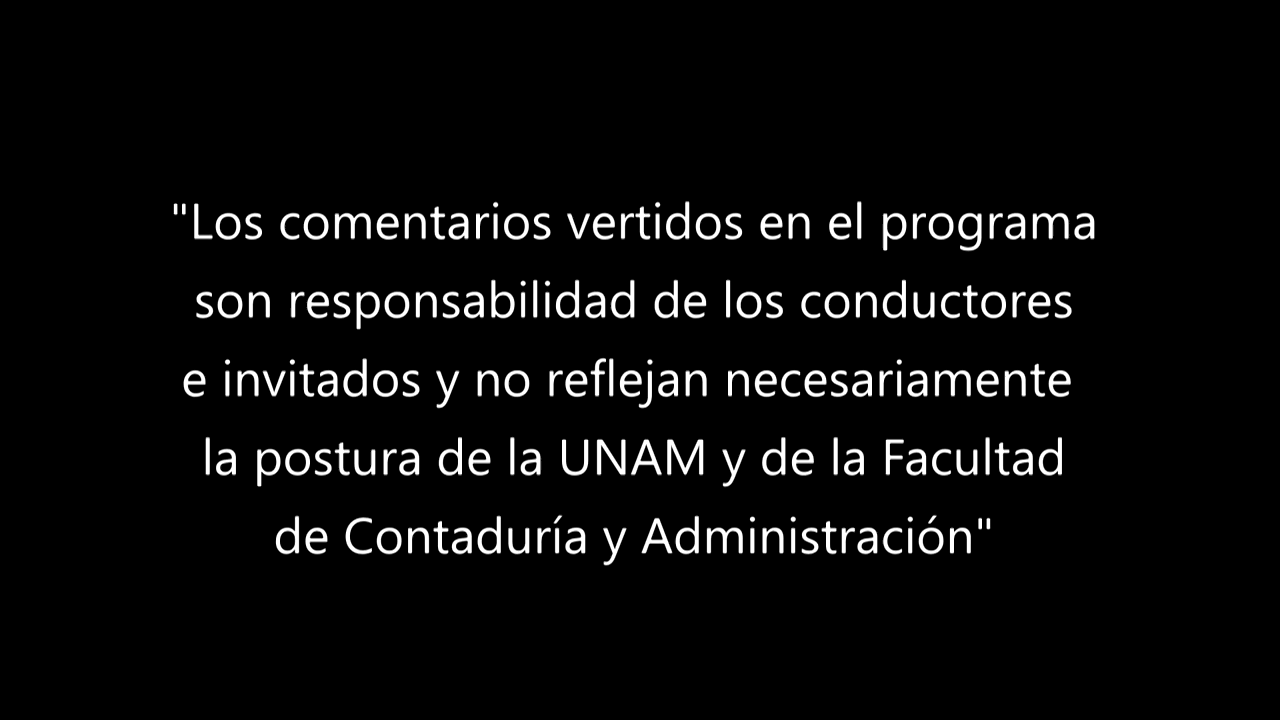 "Los comentarios vertidos en el programa
son responsabilidad de los conductores
e invitados y no reflejan necesariamente
la postura de la UNAM y de la Facultad
de Contaduría y Administración"